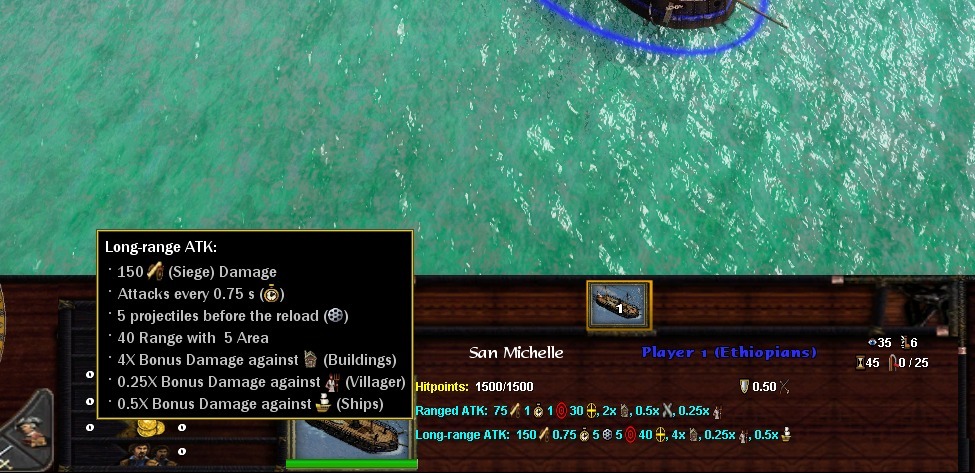 Long-range ATK:
· 150 (Siege) Damage
· Attacks every 0.75 s ( )
· 5 projectiles before the reload ( )
· 40 Range with 5 Area
· 4X Bonus Damage against (Buildings)
· 0.25X Bonus Damage against (Villager)
· 0.5X Bonus Damage against (Ships)
1
San Michelle
Player 1 (Ethiopians)
35 6
45 0 / 25
Hitpoints: 1500/1500
0.50
Ranged ATK: 75 1 1 30 , 2x , 0.5x , 0.25x
Long-range ATK: 150 0.75 5 5 40 , 4x , 0.25x , 0.5x
0
0 0
0